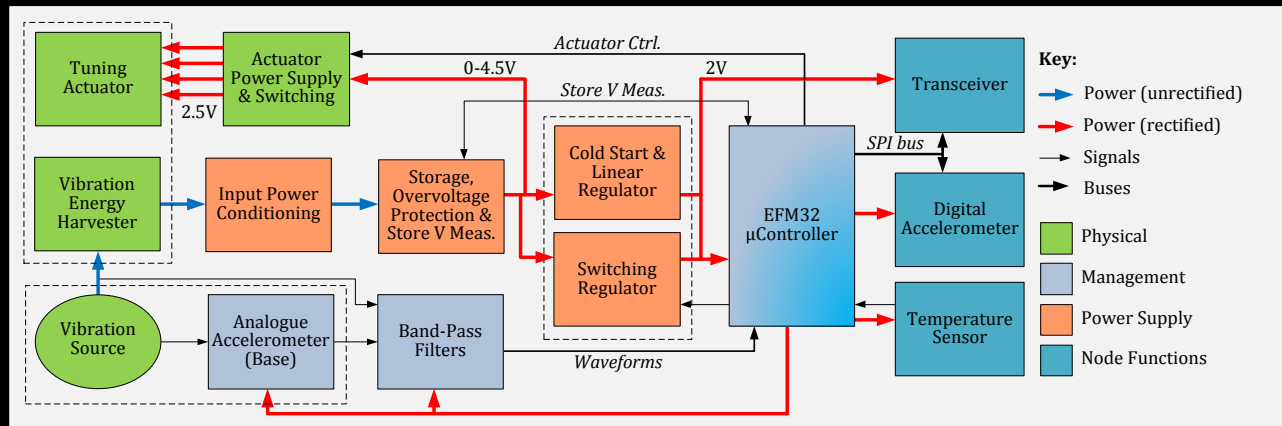 Actuator Ctrl.
Tuning
Actuator
Actuator
Power Supply
& Switching
2.5V
0-4.5V
2V
Store V Meas.
Transceiver
SPI bus
Vibration
Energy
Harvester
Input Power
Conditioning
Storage,
Overvoltage
Protection &
Store V Meas.
Cold Start &
Linear
Regulator
Switching
Regulator
EFM32
µController
Digital
Accelerometer
Vibration
Source
Analogue
Accelerometer
(Base)
Band-Pass
Filters
Waveforms
Temperature
Sensor
Key:
Power (unrectified)
Power (rectified)
Signals
Buses
Physical
Management
Power Supply
Node Functions